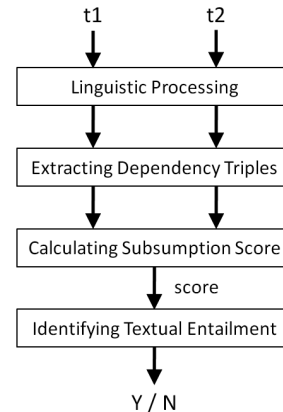 t1 t2
Linguistic Processing
Extracting Dependency Triples
Calculating Subsumption Score
score
Identifying Textual Entailment
Y / N